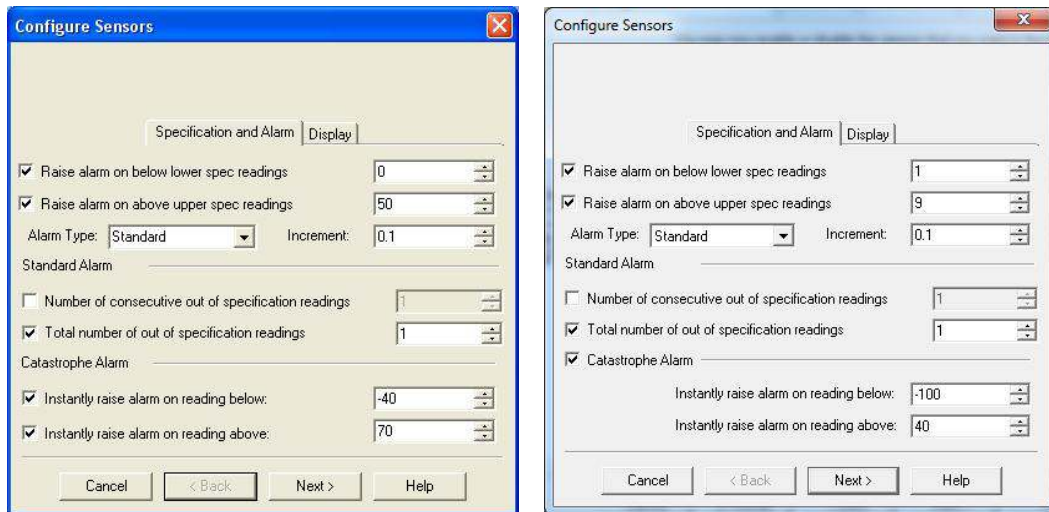 Configure Sensors
Specification and Alarm Display
Raise alarm on below lower spec readings 0
Raise alarm on above upper spec readings 50
Alarm Type: Standard Increment: 0.1
Standard Alarm
Number of consecutive out of specification readings 1
Total number of out of specification readings 1
Catastrophe Alarm
Instantly raise alarm on reading below: -40
Instantly raise alarm on reading above: 70
Cancel < Back Next > Help
Configure Sensors
Specification and Alarm Display
Raise alarm on below lower spec readings 1
Raise alarm on above upper spec readings 9
Alarm Type: Standard Increment: 0.1
Standard Alarm
Number of consecutive out of specification readings 1
Total number of out of specification readings 1
Catastrophe Alarm
Instantly raise alarm on reading below: -100
Instantly raise alarm on reading above: 40
Cancel < Back Next > Help